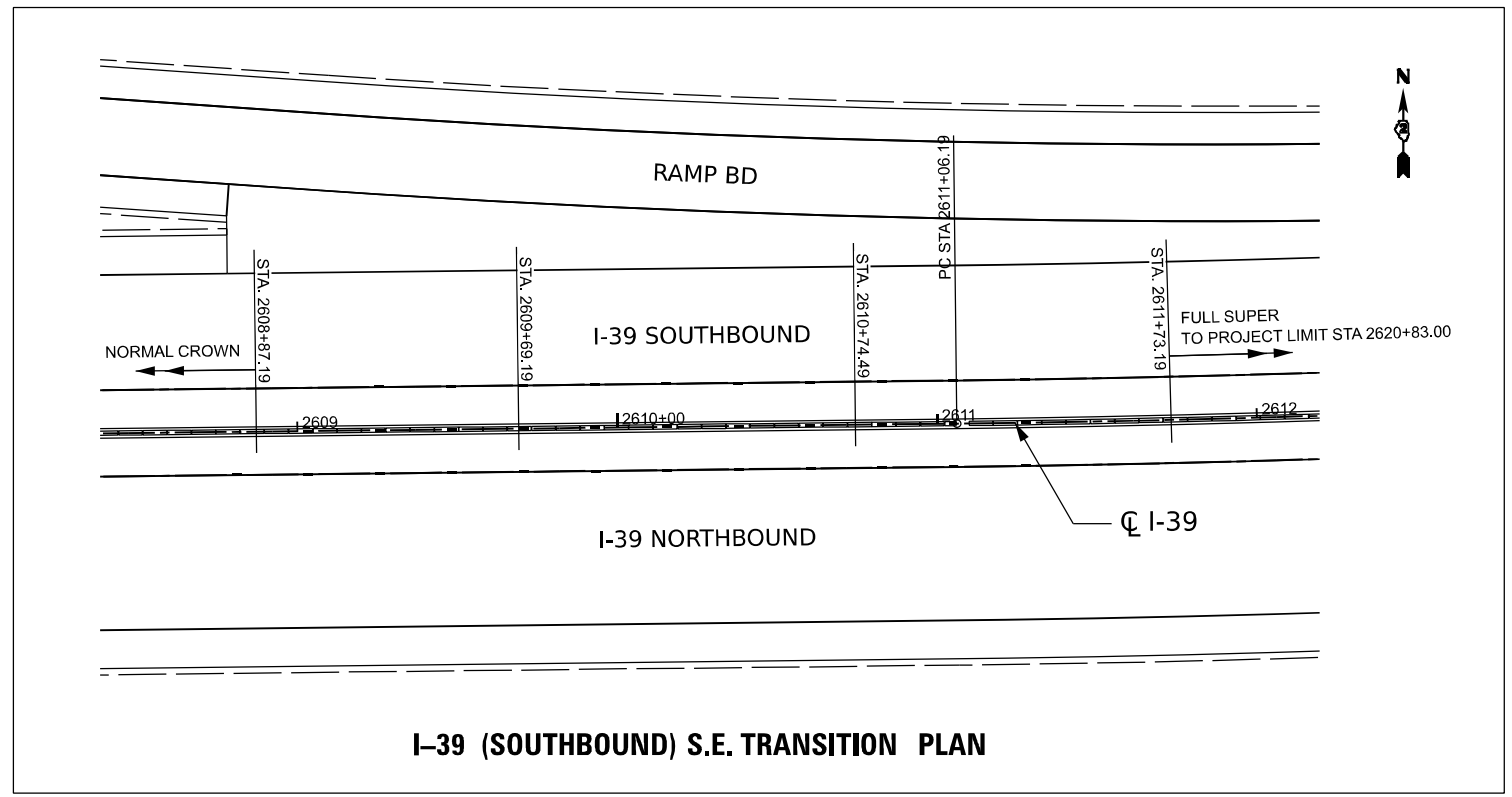 N
RAMP BD
PC STA 2611+06.19
STA. 2608+87.19
STA. 2609+69.19
STA. 2610+74.49
STA. 2611+73.19
I-39 SOUTHBOUND
FULL SUPER
TO PROJECT LIMIT STA 2620+83.00
NORMAL CROWN
2609
2610+00
2611
2612
℄ I-39
I-39 NORTHBOUND
I–39 (SOUTHBOUND) S.E. TRANSITION PLAN